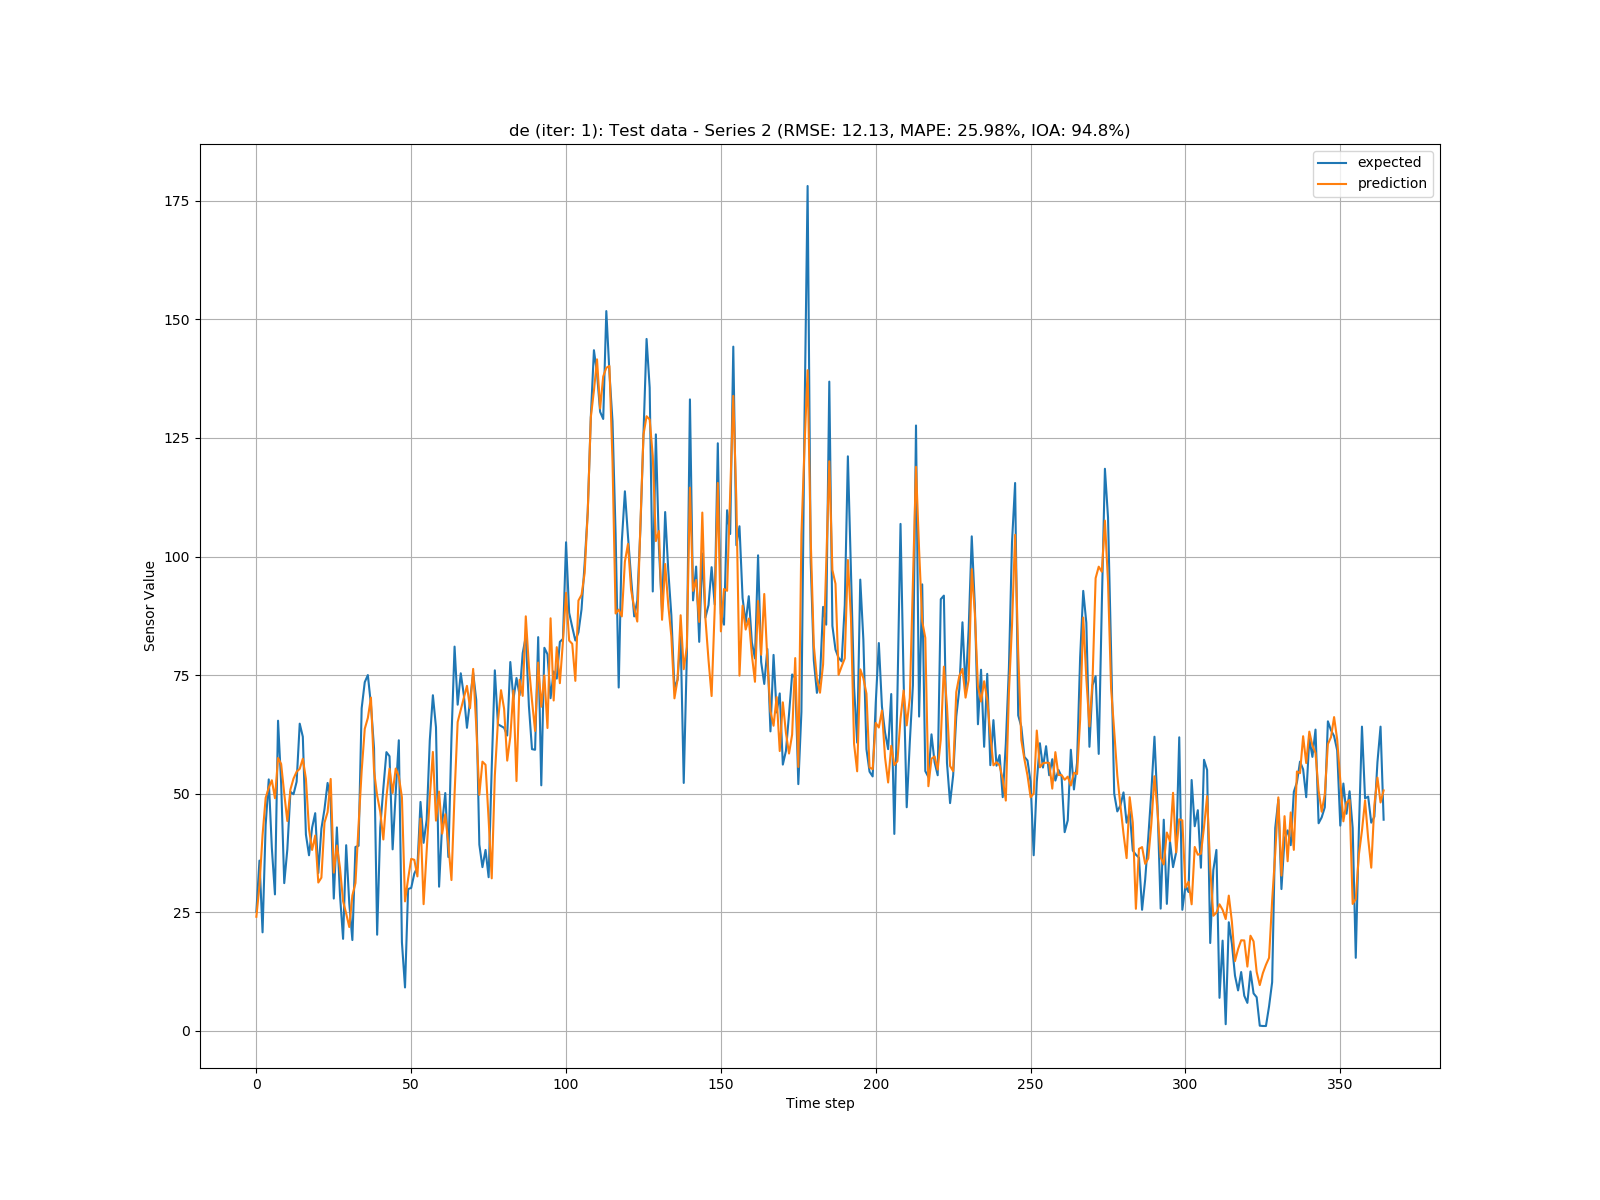 de (iter: 1): Test data - Series 2 (RMSE: 12.13, MAPE: 25.98%, IOA: 94.8%)
expected
prediction
Sensor Value
175
150
125
100
75
50
25
0
0 50 100 150 200 250 300 350
Time step